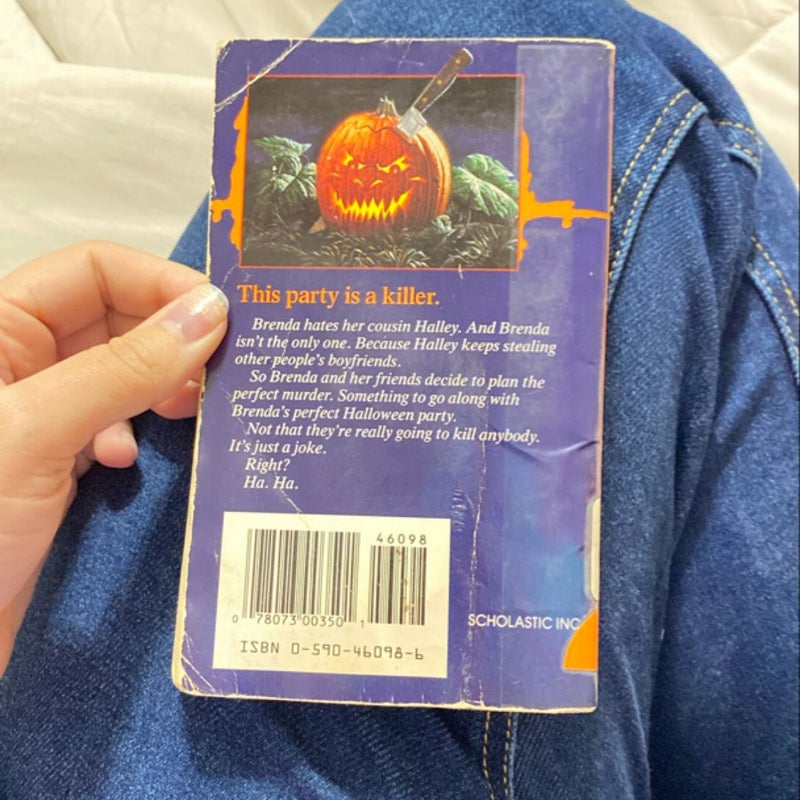 This party is a killer.
Brenda hates her cousin Halley. And Brenda
isn't the only one. Because Halley keeps stealing
other people's boyfriends.
So Brenda and her friends decide to plan the
perfect murder. Something to go along with
Brenda's perfect Halloween party.
Not that they're really going to kill anybody.
It's just a joke.
Right?
Ha. Ha.
46098
0 78073 00350 1
ISBN 0-590-46098-6
SCHOLASTIC INC